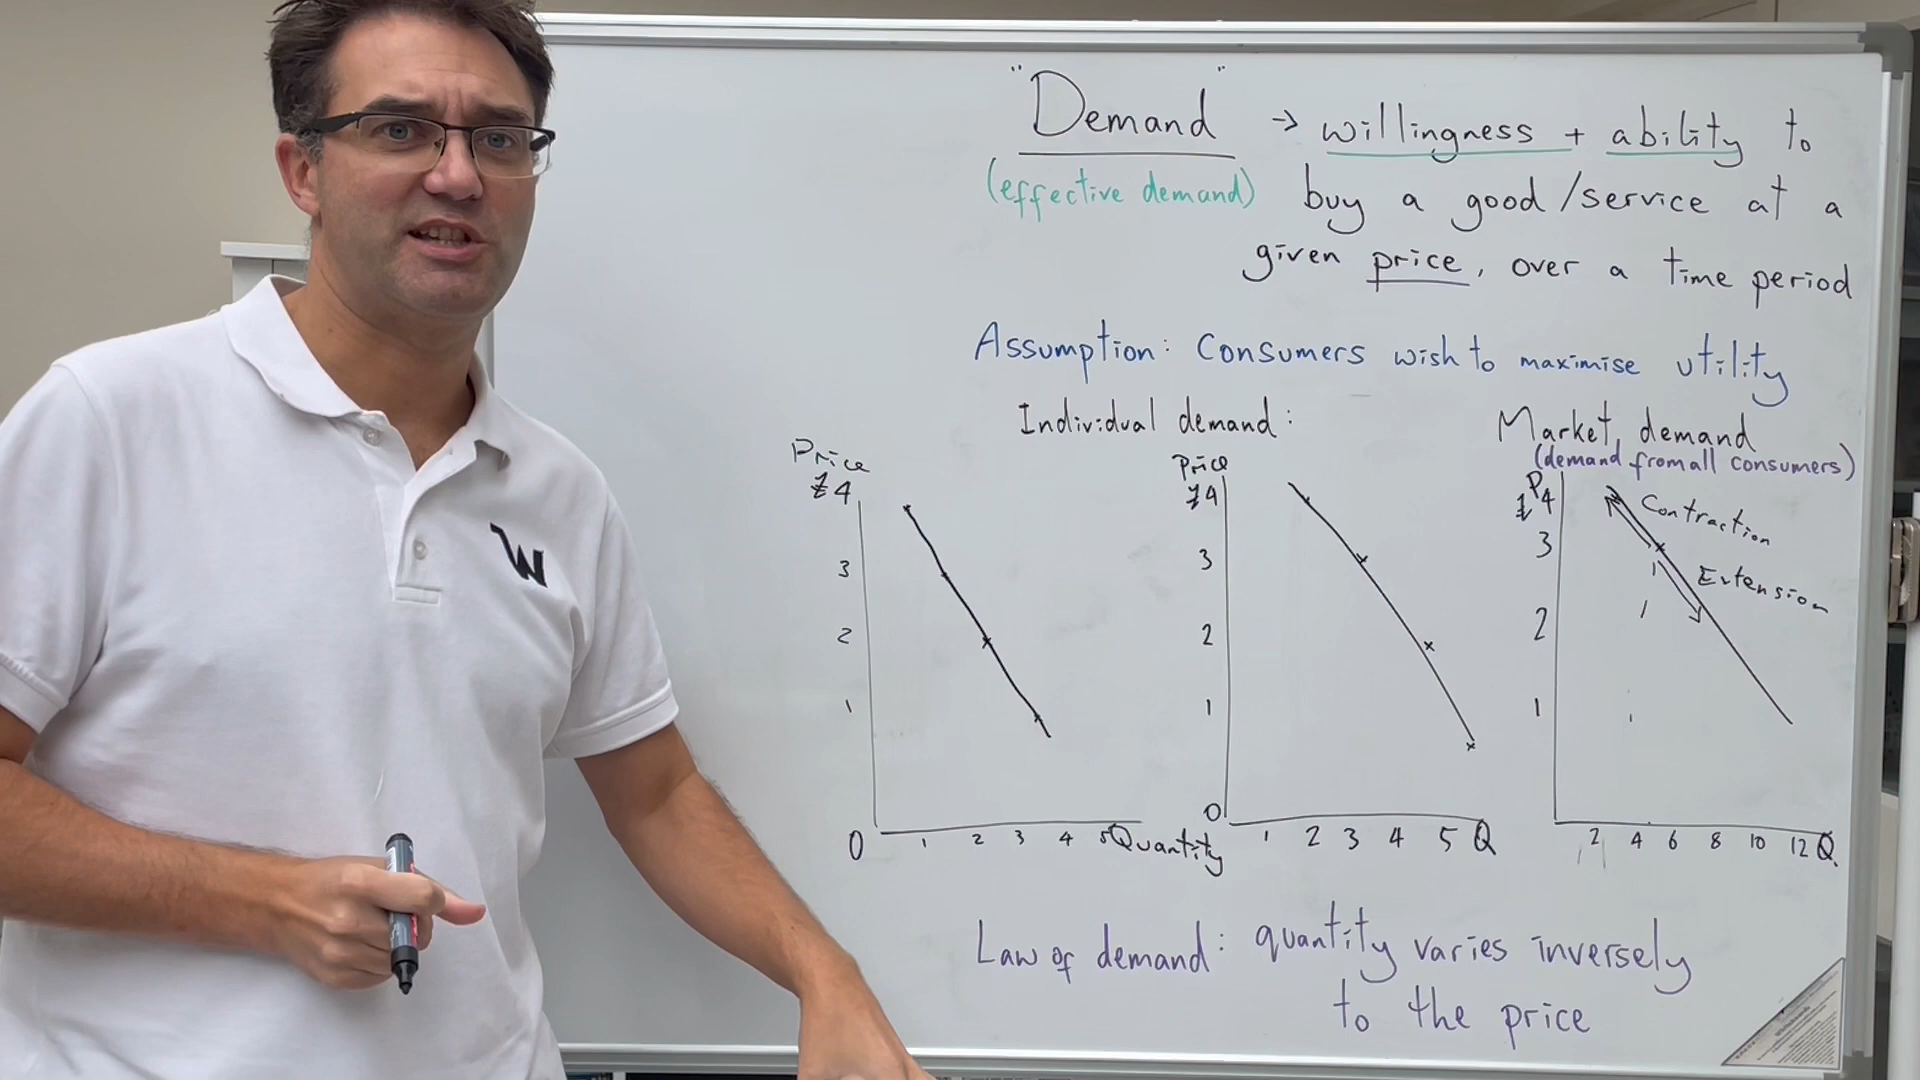 "Demand" → willingness + ability to
(effective demand) buy a good/service at a
given price, over a time period
Assumption: Consumers wish to maximise utility
Individual demand:
Market demand
(demand from all consumers)
Price
£4
3
2
1
0
1 2 3 4 5 Quantity
Price
£4
3
2
1
0
1 2 3 4 5 Q
P
£4
3
2
1
Contraction
Extension
2 4 6 8 10 12 Q
Law of demand: quantity varies inversely
to the price
W